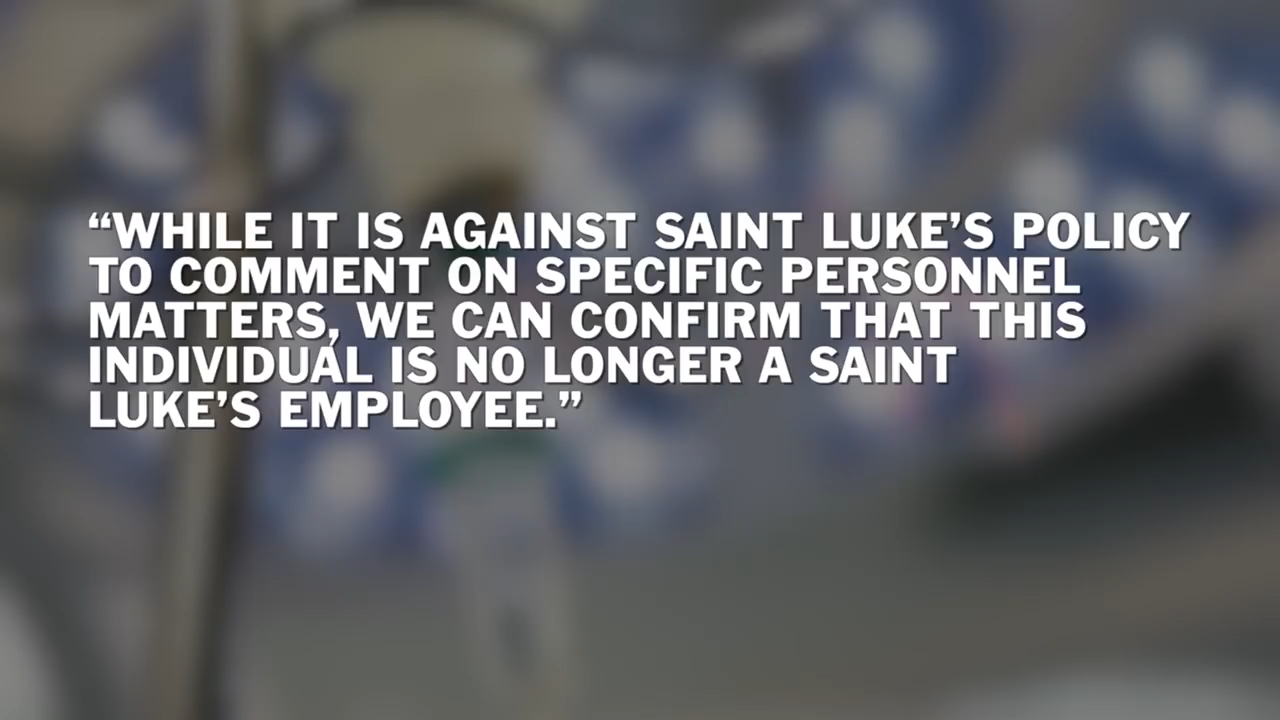 “WHILE IT IS AGAINST SAINT LUKE’S POLICY
TO COMMENT ON SPECIFIC PERSONNEL
MATTERS, WE CAN CONFIRM THAT THIS
INDIVIDUAL IS NO LONGER A SAINT
LUKE’S EMPLOYEE.”